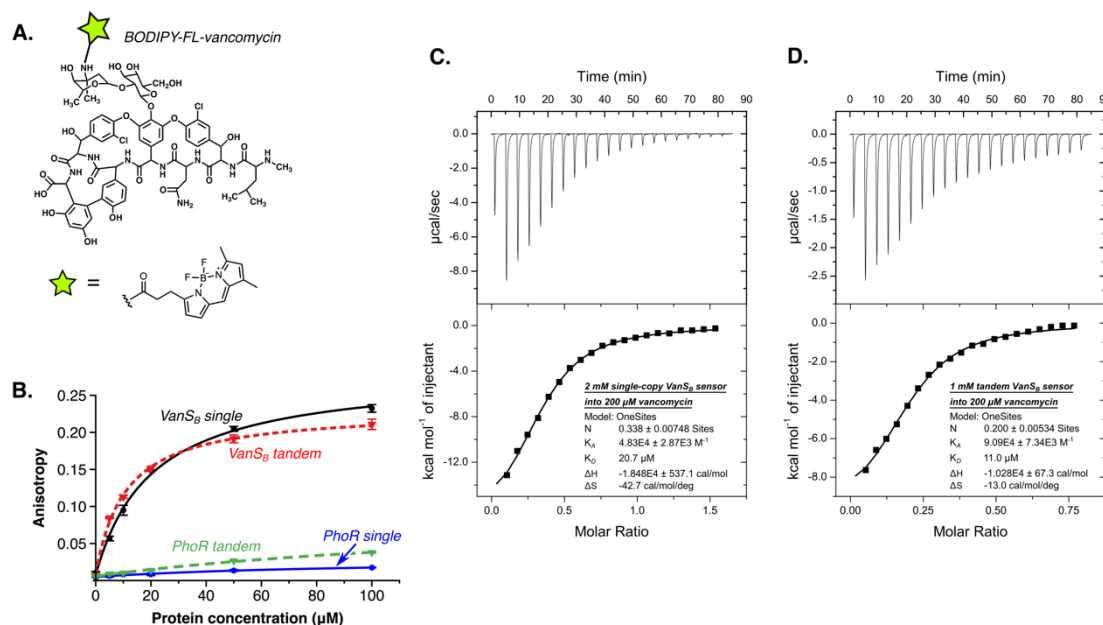 A.
BODIPY-FL-vancomycin
HO
H
N
HO
OH
HO
OH
H3C
CH3
O
O
O
Cl
O
O
Cl
HO
OH
Cl
H
N
O
N
H
O
H
N
O
N
H
O
H
N
CH3
HN
O
HO
O
NH
O
O
NH2
H3C
CH3
HO
OH
OH
=
O
F
F
B
N
N
B.
Anisotropy
0.25
0.20
0.15
0.10
0.05
0 20 40 60 80 100
Protein concentration (µM)
VanSB single
VanSB tandem
PhoR tandem
PhoR single
C.
Time (min)
0 10 20 30 40 50 60 70 80 90
µcal/sec
0.0
-2.0
-4.0
-6.0
-8.0
kcal mol-1 of injectant
0.0
-4.0
-8.0
-12.0
2 mM single-copy VanSB sensor
into 200 µM vancomycin
Model: OneSites
N 0.338 ± 0.00748 Sites
KA 4.83E4 ± 2.87E3 M-1
KD 20.7 µM
ΔH -1.848E4 ± 537.1 cal/mol
ΔS -42.7 cal/mol/deg
0.0 0.5 1.0 1.5
Molar Ratio
D.
Time (min)
0 10 20 30 40 50 60 70 80 90
µcal/sec
0.0
-0.5
-1.0
-1.5
-2.0
-2.5
kcal mol-1 of injectant
0.0
-2.0
-4.0
-6.0
-8.0
1 mM tandem VanSB sensor
into 200 µM vancomycin
Model: OneSites
N 0.200 ± 0.00534 Sites
KA 9.09E4 ± 7.34E3 M-1
KD 11.0 µM
ΔH -1.028E4 ± 67.3 cal/mol
ΔS -13.0 cal/mol/deg
0.00 0.25 0.50 0.75
Molar Ratio